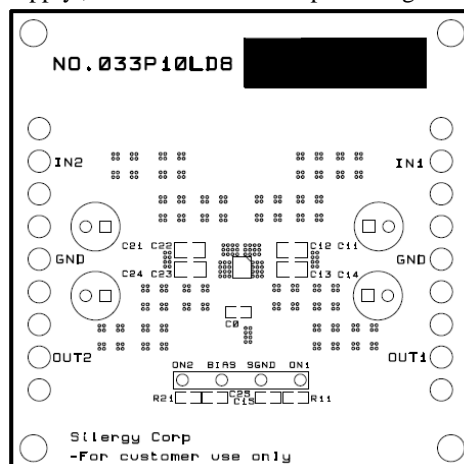 NO.033P10LD8
IN2 IN1
C21 C22 C12 C11
GND GND
C24 C23 C13 C14
C0
OUT2 OUT1
ON2 BIAS SGND ON1
C25
R21 C15 R11
Silergy Corp
-For customer use only